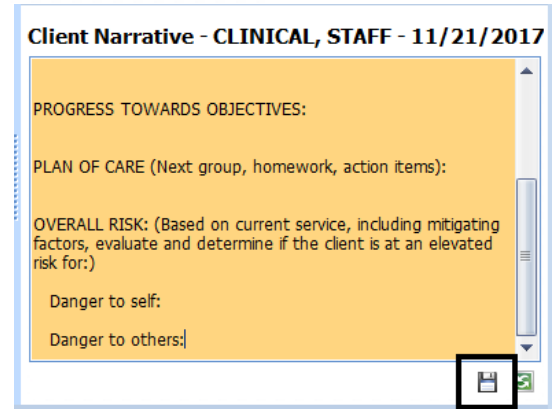 Client Narrative - CLINICAL, STAFF - 11/21/2017
PROGRESS TOWARDS OBJECTIVES:
PLAN OF CARE (Next group, homework, action items):
OVERALL RISK: (Based on current service, including mitigating
factors, evaluate and determine if the client is at an elevated
risk for:)
Danger to self:
Danger to others: